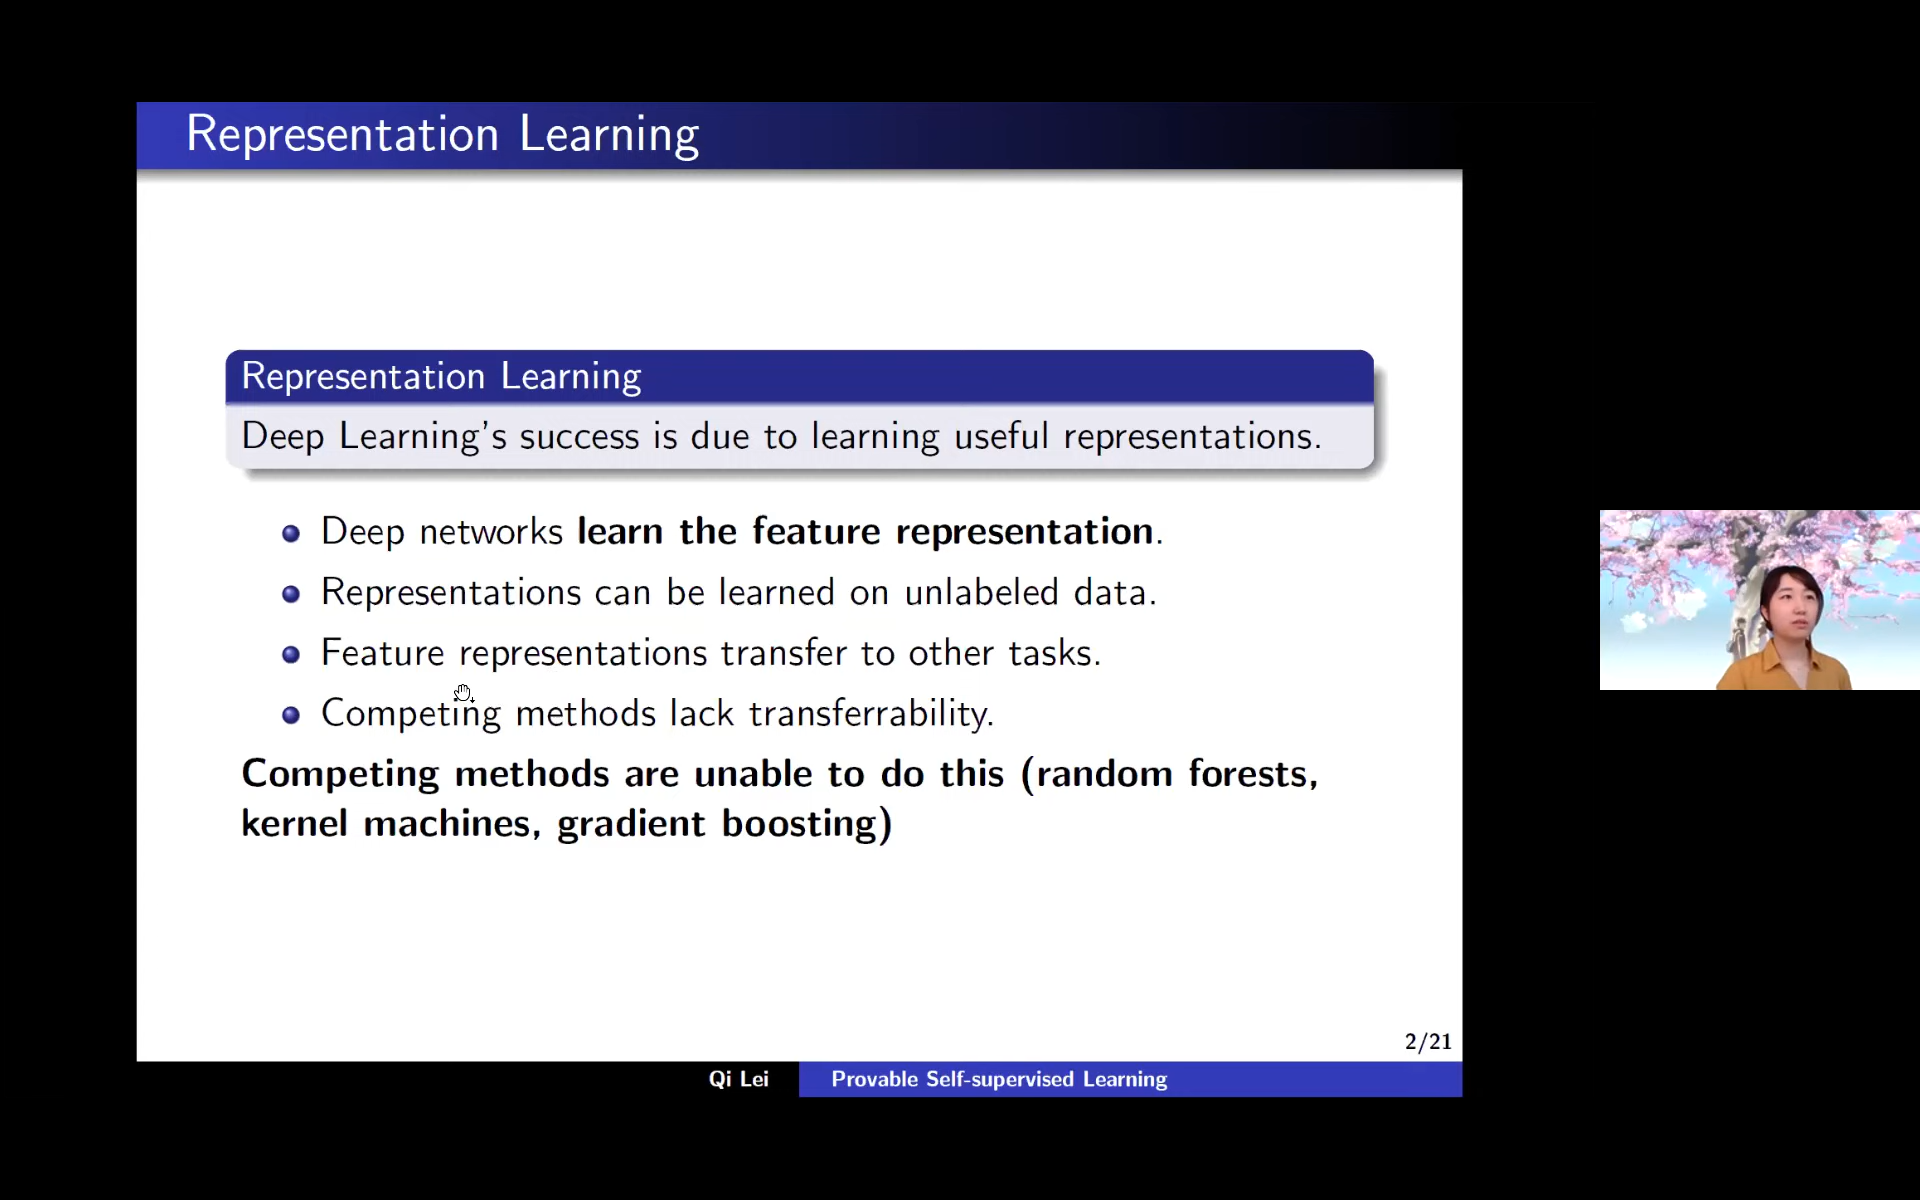 Representation Learning
Representation Learning
Deep Learning's success is due to learning useful representations.
Deep networks learn the feature representation.
Representations can be learned on unlabeled data.
Feature representations transfer to other tasks.
Competing methods lack transferrability.
Competing methods are unable to do this (random forests,
kernel machines, gradient boosting)
2/21
Qi Lei
Provable Self-supervised Learning